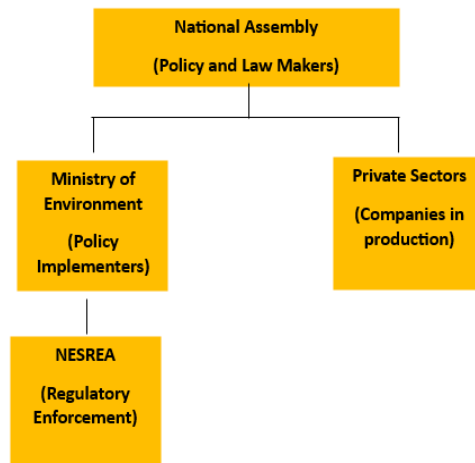 National Assembly
(Policy and Law Makers)
Ministry of
Environment
(Policy
Implementers)
Private Sectors
(Companies in
production)
NESREA
(Regulatory
Enforcement)